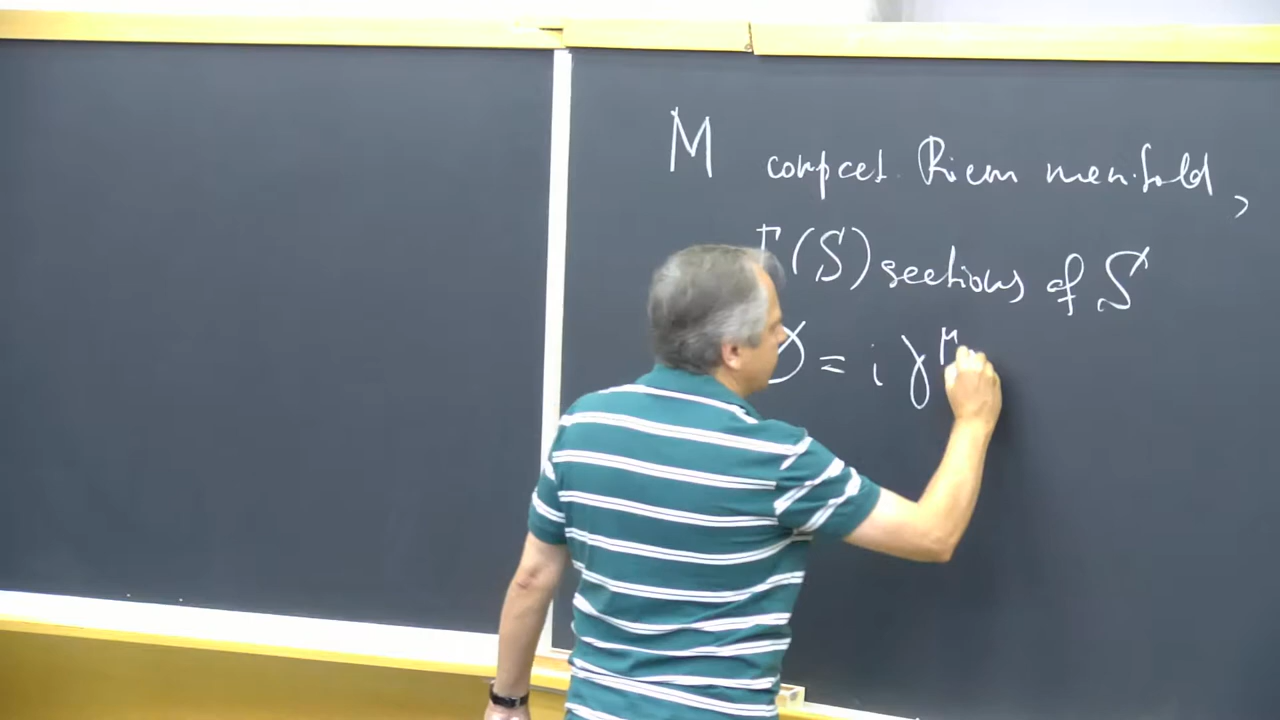 M compact Riem manifold,
Γ(S) sections of S
D = i γ^μ